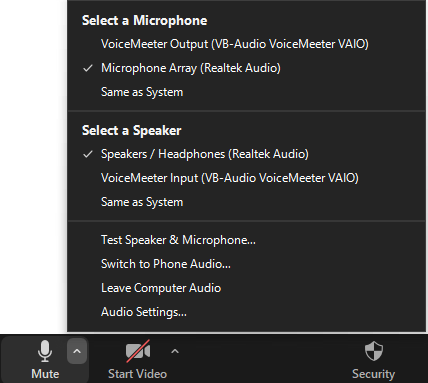 Select a Microphone
VoiceMeeter Output (VB-Audio VoiceMeeter VAIO)
Microphone Array (Realtek Audio)
Same as System
Select a Speaker
Speakers / Headphones (Realtek Audio)
VoiceMeeter Input (VB-Audio VoiceMeeter VAIO)
Same as System
Test Speaker & Microphone...
Switch to Phone Audio...
Leave Computer Audio
Audio Settings...
Mute
Start Video
Security